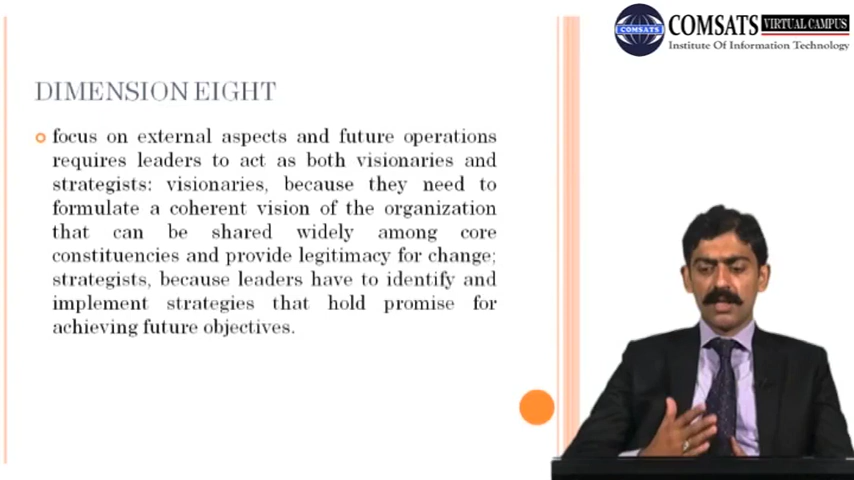 COMSATS VIRTUAL CAMPUS
Institute Of Information Technology
COMSATS
DIMENSION EIGHT
focus on external aspects and future operations
requires leaders to act as both visionaries and
strategists: visionaries, because they need to
formulate a coherent vision of the organization
that can be shared widely among core
constituencies and provide legitimacy for change;
strategists, because leaders have to identify and
implement strategies that hold promise for
achieving future objectives.